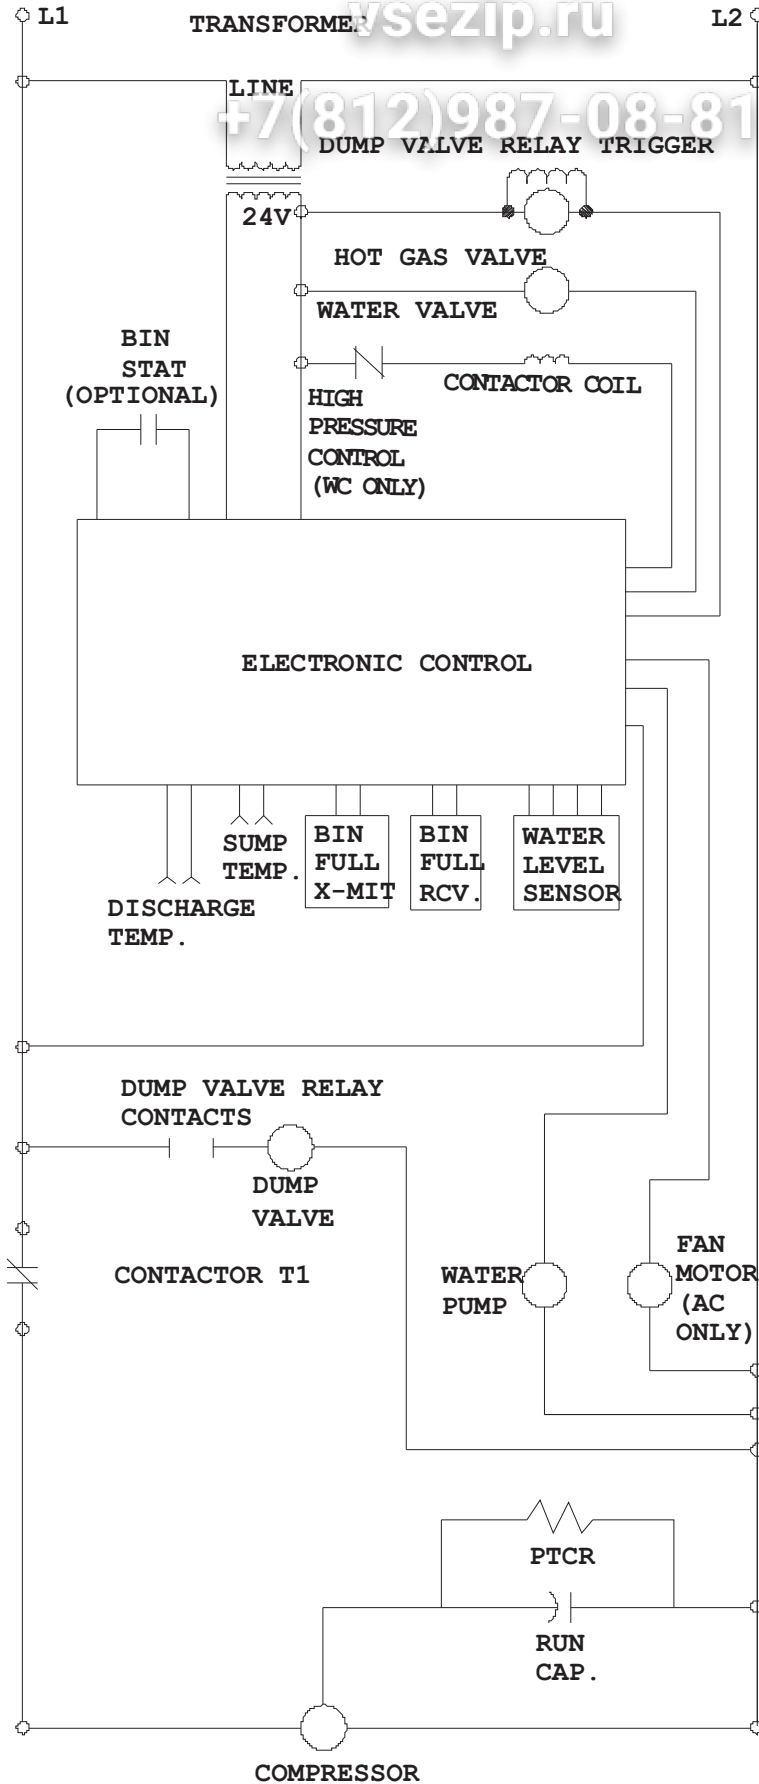 L1
TRANSFORMER
vsezip.ru
L2
LINE
+7(812)987-08-81
DUMP VALVE RELAY TRIGGER
24V
HOT GAS VALVE
WATER VALVE
BIN
STAT
(OPTIONAL)
CONTACTOR COIL
HIGH
PRESSURE
CONTROL
(WC ONLY)
ELECTRONIC CONTROL
SUMP
TEMP.
BIN
FULL
X-MIT
BIN
FULL
RCV.
WATER
LEVEL
SENSOR
DISCHARGE
TEMP.
DUMP VALVE RELAY
CONTACTS
DUMP
VALVE
CONTACTOR T1
WATER
PUMP
FAN
MOTOR
(AC
ONLY)
PTCR
RUN
CAP.
COMPRESSOR